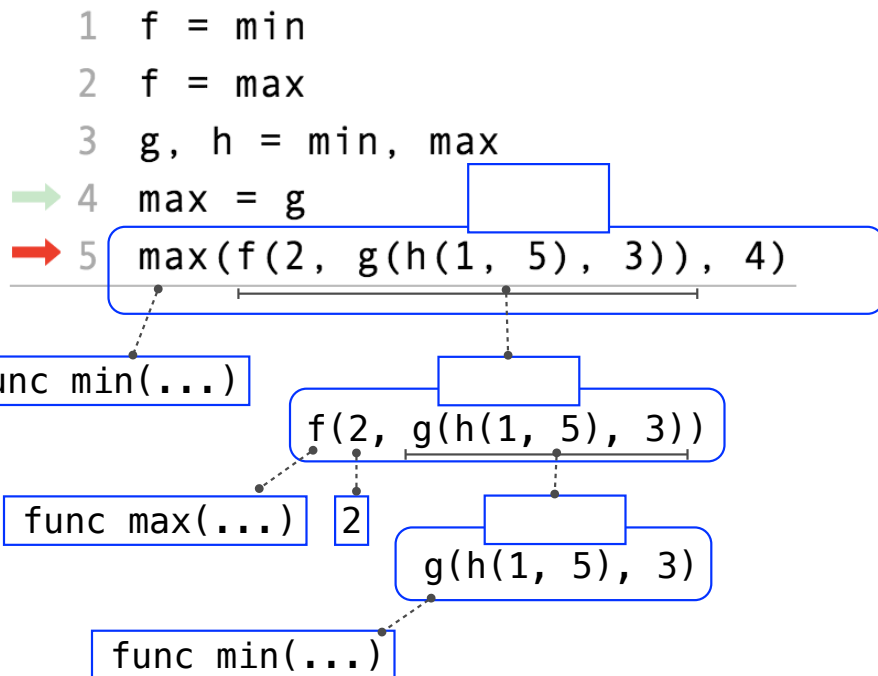 1 f = min
2 f = max
3 g, h = min, max
4 max = g
5 max(f(2, g(h(1, 5), 3)), 4)
unc min(...)
f(2, g(h(1, 5), 3))
func max(...) 2
g(h(1, 5), 3)
func min(...)